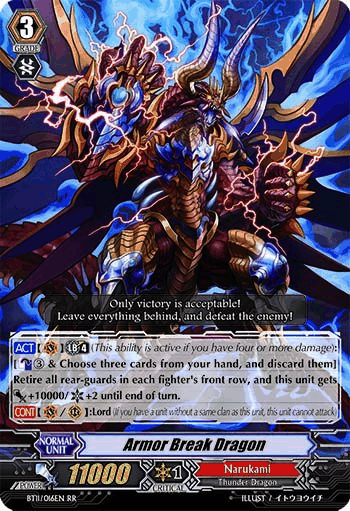 3
GRADE
Only victory is acceptable!
Leave everything behind, and defeat the enemy!
ACT [ ] LB 4 (This ability is active if you have four or more damage):
[ ③ & Choose three cards from your hand, and discard them]
Retire all rear-guards in each fighter's front row, and this unit gets
+10000/ +2 until end of turn.
CONT [ / ]:Lord (If you have a unit without a same clan as this unit, this unit cannot attack)
NORMAL UNIT Armor Break Dragon
POWER 11000 1 CRITICAL Narukami
Thunder Dragon
BT11/016EN RR ILLUST / イトウヨウイチ